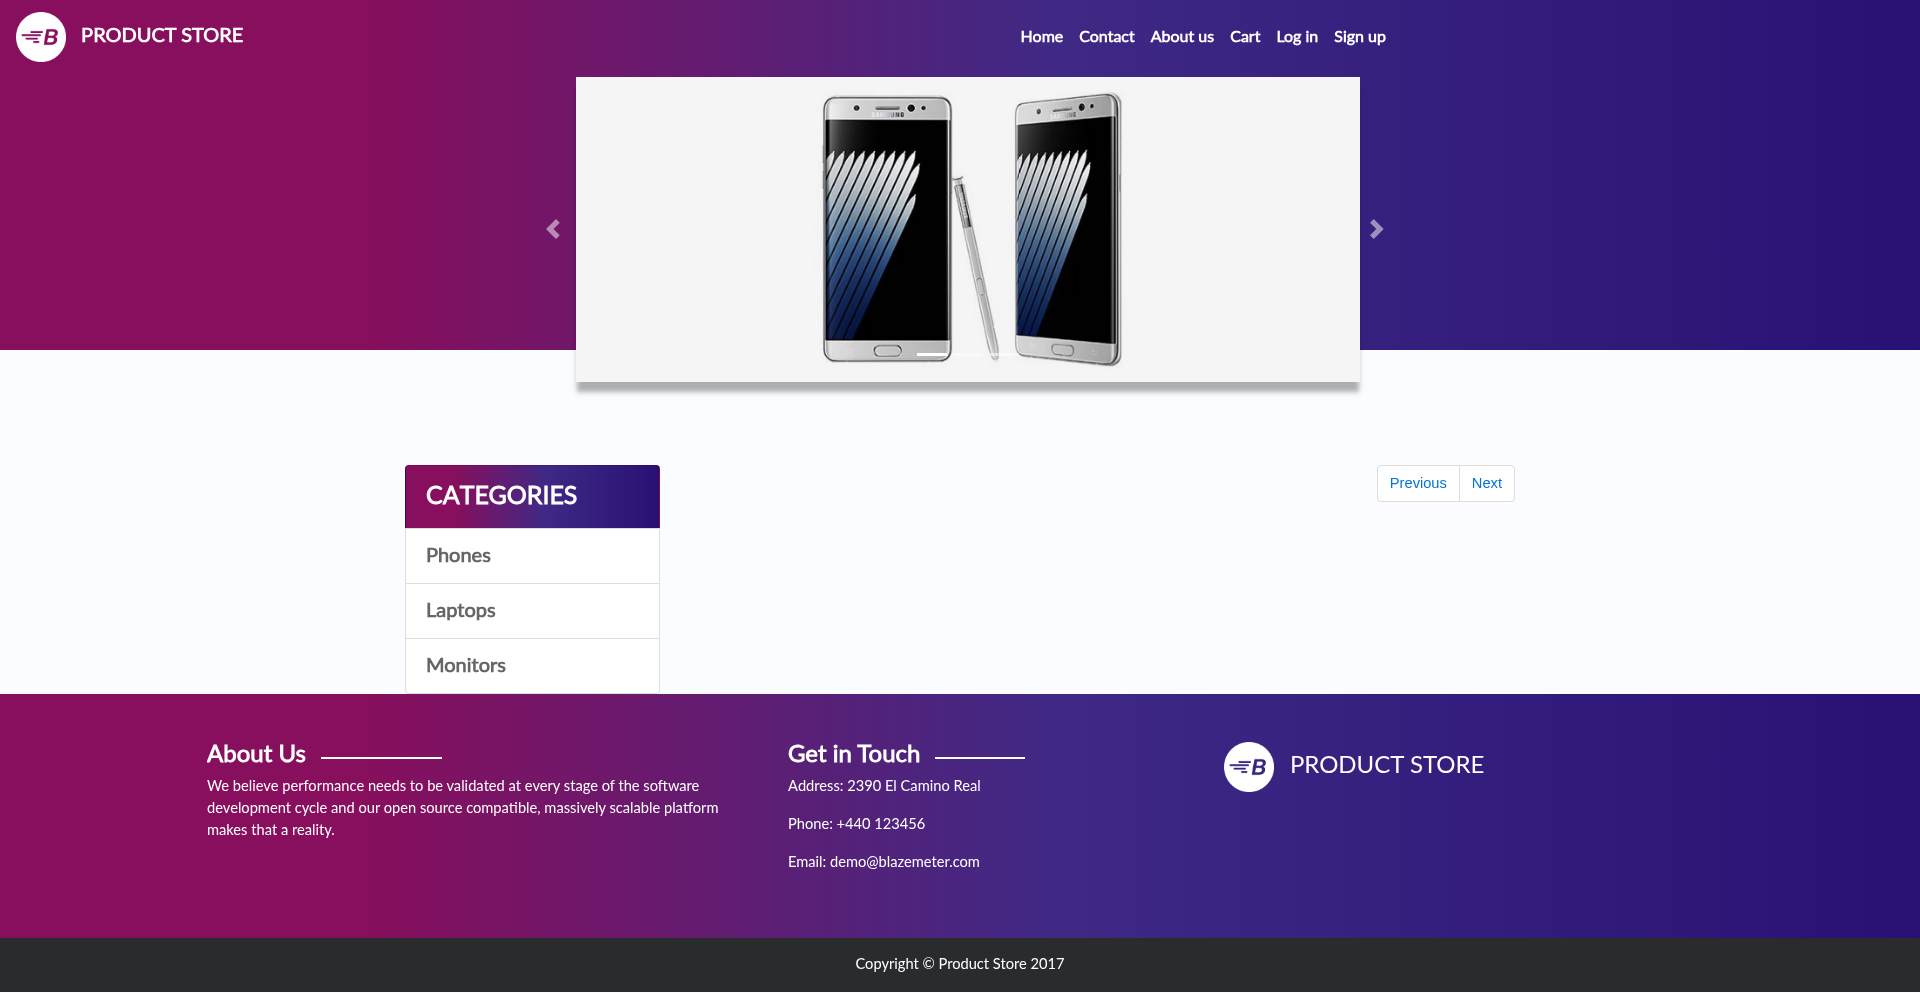 B PRODUCT STORE
Home Contact About us Cart Log in Sign up
SAMSUNG
SAMSUNG
CATEGORIES
Phones
Laptops
Monitors
Previous Next
About Us
We believe performance needs to be validated at every stage of the software
development cycle and our open source compatible, massively scalable platform
makes that a reality.
Get in Touch
Address: 2390 El Camino Real
Phone: +440 123456
Email: demo@blazemeter.com
B PRODUCT STORE
Copyright © Product Store 2017